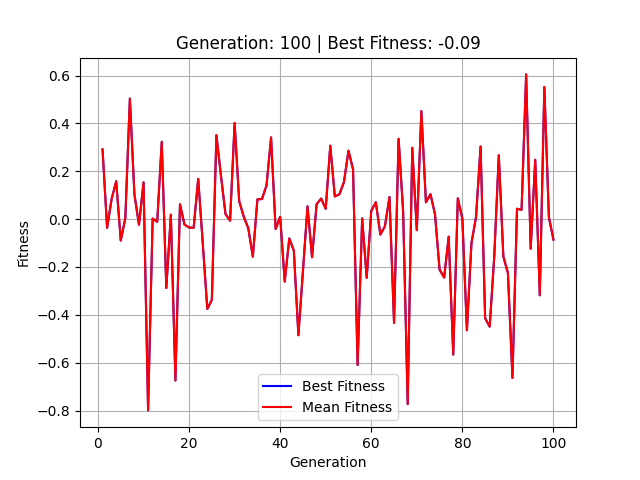 Generation: 100 | Best Fitness: -0.09
0.6
0.4
0.2
0.0
−0.2
−0.4
−0.6
−0.8
Fitness
Best Fitness
Mean Fitness
0 20 40 60 80 100
Generation